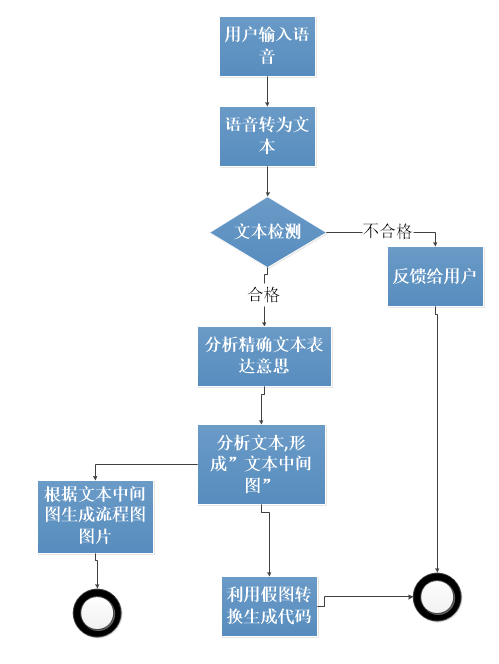 用户输入语
音
语音转为文
本
文本检测
不合格
反馈给用户
合格
分析精确文本表
达意思
分析文本,形
成”文本中间
图”
根据文本中间
图生成流程图
图片
利用假图转
换生成代码